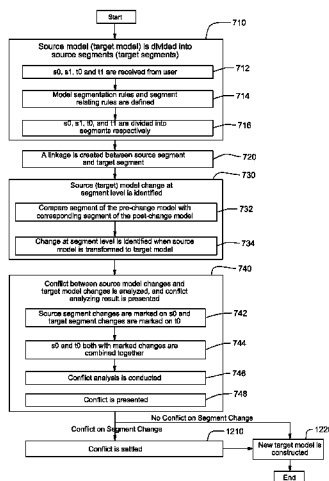 Start
710
Source model (target model) is divided into
source segments (target segments)
s0, s1, t0 and t1 are received from user
712
Model segmentation rules and segment
relating rules are defined
714
s0, s1, t0, and t1 are divided into
segments respectively
716
A linkage is created between source segment
and target segment
720
730
Source (target) model change at
segment level is identified
Compare segment of the pre-change model with
corresponding segment of the post-change model
732
Change at segment level is identified when source
model is transformed to target model
734
740
Conflict between source model changes and
target model changes is analyzed, and conflict
analyzing result is presented
Source segment changes are marked on s0 and
target segment changes are marked on t0
742
s0 and t0 both with marked changes are
combined together
744
Conflict analysis is conducted
746
Conflict is presented
748
No Conflict on Segment Change
Conflict on Segment
Change
1210
1220
Conflict is settled
New target model is
constructed
End